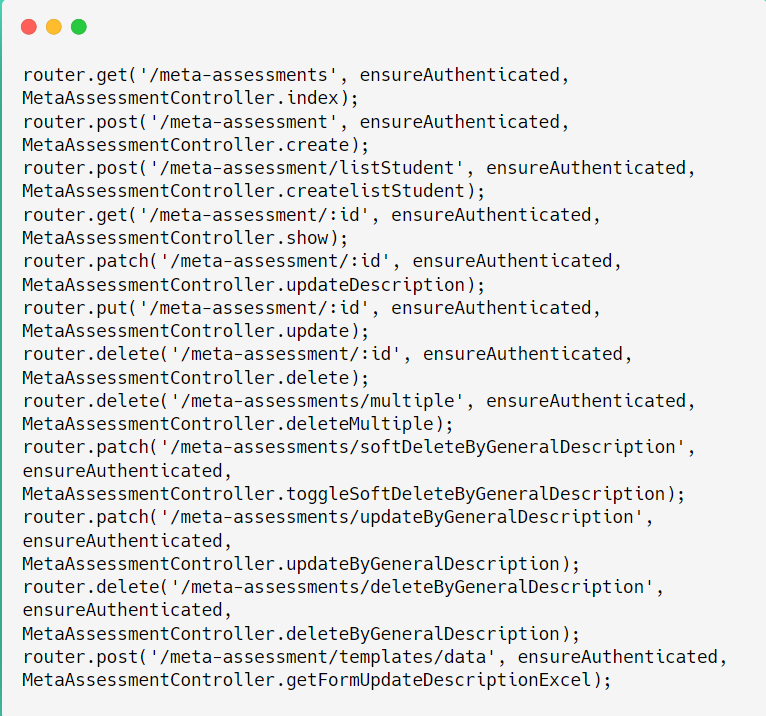 router.get('/meta-assessments', ensureAuthenticated,
MetaAssessmentController.index);
router.post('/meta-assessment', ensureAuthenticated,
MetaAssessmentController.create);
router.post('/meta-assessment/listStudent', ensureAuthenticated,
MetaAssessmentController.createlistStudent);
router.get('/meta-assessment/:id', ensureAuthenticated,
MetaAssessmentController.show);
router.patch('/meta-assessment/:id', ensureAuthenticated,
MetaAssessmentController.updateDescription);
router.put('/meta-assessment/:id', ensureAuthenticated,
MetaAssessmentController.update);
router.delete('/meta-assessment/:id', ensureAuthenticated,
MetaAssessmentController.delete);
router.delete('/meta-assessments/multiple', ensureAuthenticated,
MetaAssessmentController.deleteMultiple);
router.patch('/meta-assessments/softDeleteByGeneralDescription',
ensureAuthenticated,
MetaAssessmentController.toggleSoftDeleteByGeneralDescription);
router.patch('/meta-assessments/updateByGeneralDescription',
ensureAuthenticated,
MetaAssessmentController.updateByGeneralDescription);
router.delete('/meta-assessments/deleteByGeneralDescription',
ensureAuthenticated,
MetaAssessmentController.deleteByGeneralDescription);
router.post('/meta-assessment/templates/data', ensureAuthenticated,
MetaAssessmentController.getFormUpdateDescriptionExcel);